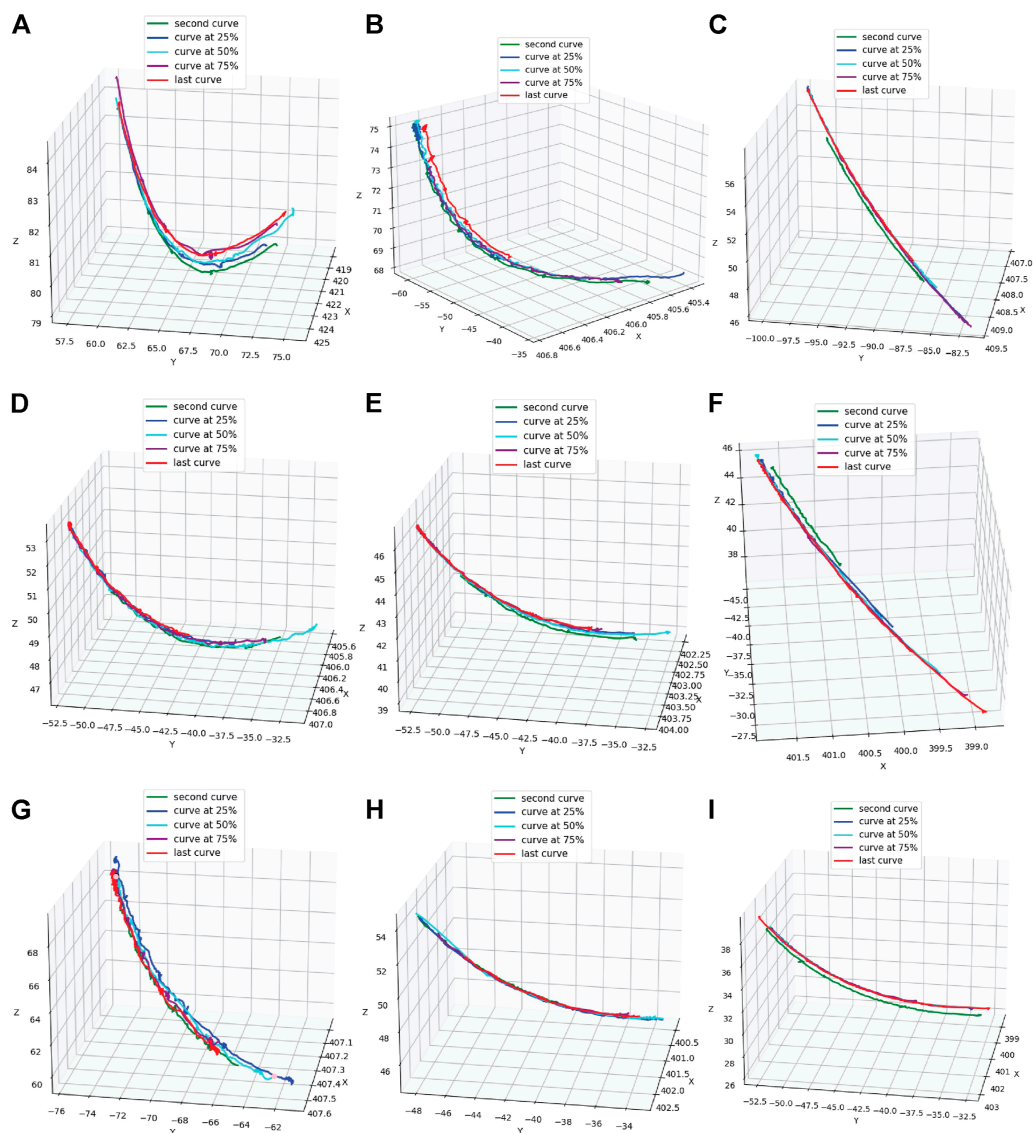 A
second curve
curve at 25%
curve at 50%
curve at 75%
last curve
84
83
82
81
80
79
Z
57.5 60.0 62.5 65.0 67.5 70.0 72.5 75.0
Y
419
420
421
422
423
424
425
X
B
second curve
curve at 25%
curve at 50%
curve at 75%
last curve
75
74
72
71
70
69
68
Z
−60
−55
−50
−45
−40
−35
Y
406.8
406.6
406.4
406.2
406.0
405.8
405.6
405.4
X
C
second curve
curve at 25%
curve at 50%
curve at 75%
last curve
56
54
52
50
48
46
Z
−100.0 −97.5 −95.0 −92.5 −90.0 −87.5 −85.0 −82.5
Y
407.0
407.5
408.0
408.5
409.0
409.5
X
D
second curve
curve at 25%
curve at 50%
curve at 75%
last curve
53
52
51
50
49
48
47
Z
−52.5 −50.0 −47.5 −45.0 −42.5 −40.0 −37.5 −35.0 −32.5
Y
405.6
405.8
406.0
406.2
406.4
406.6
406.8
407.0
X
E
second curve
curve at 25%
curve at 50%
curve at 75%
last curve
46
45
44
43
42
41
40
39
Z
−52.5 −50.0 −47.5 −45.0 −42.5 −40.0 −37.5 −35.0 −32.5
Y
402.25
402.50
402.75
403.00
403.25
403.50
403.75
404.00
X
F
second curve
curve at 25%
curve at 50%
curve at 75%
last curve
46
44
42
40
38
Z
−45.0
−42.5
−40.0
−37.5
−35.0
−32.5
−30.0
−27.5
Y
401.5 401.0 400.5 400.0 399.5 399.0
X
G
second curve
curve at 25%
curve at 50%
curve at 75%
last curve
68
66
64
62
60
Z
−76 −74 −72 −70 −68 −66 −64 −62
Y
407.1
407.2
407.3
407.4
407.5
407.6
X
H
second curve
curve at 25%
curve at 50%
curve at 75%
last curve
54
52
50
48
46
Z
−48 −46 −44 −42 −40 −38 −36 −34
Y
400.5
401.0
401.5
402.0
402.5
X
I
second curve
curve at 25%
curve at 50%
curve at 75%
last curve
38
36
34
32
30
28
26
Z
−52.5 −50.0 −47.5 −45.0 −42.5 −40.0 −37.5 −35.0 −32.5
Y
399
400
401
402
403
X